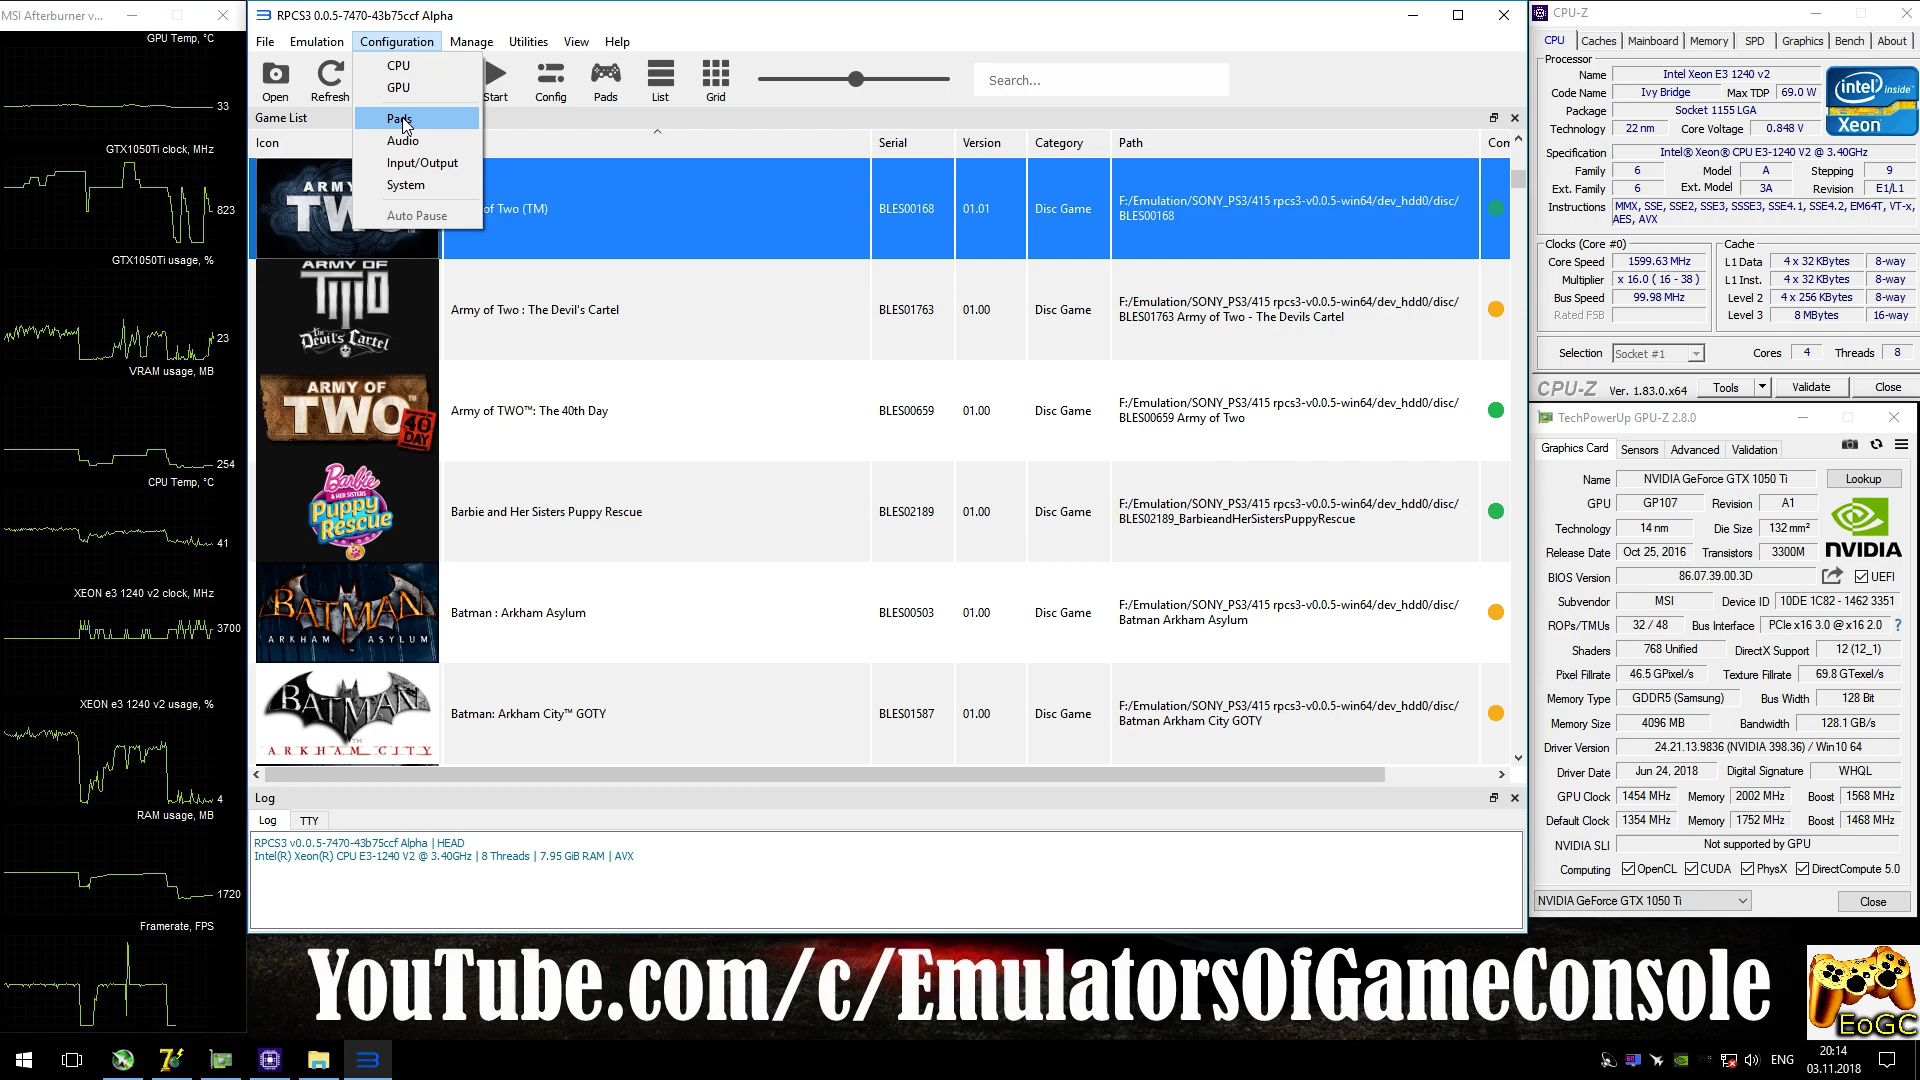 MSI Afterburner v...
GPU Temp, °C
33
GTX1050Ti clock, MHz
823
GTX1050Ti usage, %
23
VRAM usage, MB
254
CPU Temp, °C
41
XEON e3 1240 v2 clock, MHz
3700
XEON e3 1240 v2 usage, %
4
RAM usage, MB
1720
Framerate, FPS
RPCS3 0.0.5-7470-43b75ccf Alpha
File Emulation Configuration Manage Utilities View Help
Open Refresh Start Config Pads List Grid Search...
CPU
GPU
Pads
Audio
Input/Output
System
Auto Pause
Game List
Icon Serial Version Category Path Com
ARMY OF TWO
of Two (TM) BLES00168 01.01 Disc Game F:/Emulation/SONY_PS3/415 rpcs3-v0.0.5-win64/dev_hdd0/disc/
BLES00168
ARMY OF
TWO
the Devil's Cartel
Army of Two : The Devil's Cartel BLES01763 01.00 Disc Game F:/Emulation/SONY_PS3/415 rpcs3-v0.0.5-win64/dev_hdd0/disc/
BLES01763 Army of Two - The Devils Cartel
ARMY OF
TWO™
40 DAY
Army of TWO™: The 40th Day BLES00659 01.00 Disc Game F:/Emulation/SONY_PS3/415 rpcs3-v0.0.5-win64/dev_hdd0/disc/
BLES00659 Army of Two
Barbie
& HER SISTERS
Puppy
Rescue
Barbie and Her Sisters Puppy Rescue BLES02189 01.00 Disc Game F:/Emulation/SONY_PS3/415 rpcs3-v0.0.5-win64/dev_hdd0/disc/
BLES02189_BarbieandHerSistersPuppyRescue
BATMAN
ARKHAM ASYLUM
Batman : Arkham Asylum BLES00503 01.00 Disc Game F:/Emulation/SONY_PS3/415 rpcs3-v0.0.5-win64/dev_hdd0/disc/
Batman Arkham Asylum
BATMAN
ARKHAM CITY
Batman: Arkham City™ GOTY BLES01587 01.00 Disc Game F:/Emulation/SONY_PS3/415 rpcs3-v0.0.5-win64/dev_hdd0/disc/
Batman Arkham City GOTY
Log
Log TTY
RPCS3 v0.0.5-7470-43b75ccf Alpha | HEAD
Intel(R) Xeon(R) CPU E3-1240 V2 @ 3.40GHz | 8 Threads | 7.95 GiB RAM | AVX
CPU-Z
CPU Caches Mainboard Memory SPD Graphics Bench About
Processor
Name Intel Xeon E3 1240 v2
Code Name Ivy Bridge Max TDP 69.0 W
Package Socket 1155 LGA
Technology 22 nm Core Voltage 0.848 V
intel inside™
Xeon
Specification Intel® Xeon® CPU E3-1240 V2 @ 3.40GHz
Family 6 Model A Stepping 9
Ext. Family 6 Ext. Model 3A Revision E1/L1
Instructions MMX, SSE, SSE2, SSE3, SSSE3, SSE4.1, SSE4.2, EM64T, VT-x,
AES, AVX
Clocks (Core #0) Cache
Core Speed 1599.63 MHz L1 Data 4 x 32 KBytes 8-way
Multiplier x 16.0 ( 16 - 38 ) L1 Inst. 4 x 32 KBytes 8-way
Bus Speed 99.98 MHz Level 2 4 x 256 KBytes 8-way
Rated FSB Level 3 8 MBytes 16-way
Selection Socket #1 Cores 4 Threads 8
CPU-Z Ver. 1.83.0.x64 Tools Validate Close
TechPowerUp GPU-Z 2.8.0
Graphics Card Sensors Advanced Validation
Name NVIDIA GeForce GTX 1050 Ti Lookup
GPU GP107 Revision A1
Technology 14 nm Die Size 132 mm²
Release Date Oct 25, 2016 Transistors 3300M
NVIDIA
BIOS Version 86.07.39.00.3D UEFI
Subvendor MSI Device ID 10DE 1C82 - 1462 3351
ROPs/TMUs 32 / 48 Bus Interface PCIe x16 3.0 @ x16 2.0 ?
Shaders 768 Unified DirectX Support 12 (12_1)
Pixel Fillrate 46.5 GPixel/s Texture Fillrate 69.8 GTexel/s
Memory Type GDDR5 (Samsung) Bus Width 128 Bit
Memory Size 4096 MB Bandwidth 128.1 GB/s
Driver Version 24.21.13.9836 (NVIDIA 398.36) / Win10 64
Driver Date Jun 24, 2018 Digital Signature WHQL
GPU Clock 1454 MHz Memory 2002 MHz Boost 1568 MHz
Default Clock 1354 MHz Memory 1752 MHz Boost 1468 MHz
NVIDIA SLI Not supported by GPU
Computing OpenCL CUDA PhysX DirectCompute 5.0
NVIDIA GeForce GTX 1050 Ti Close
YouTube.com/c/EmulatorsOfGameConsole
EoGC
ENG 20:14
03.11.2018